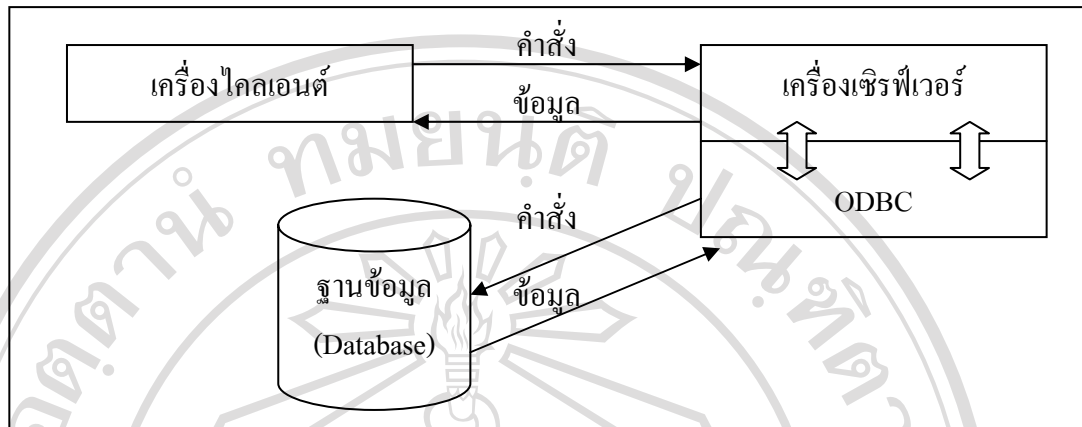 คำสั่ง
เครื่องไคลเอนต์
เครื่องเซิรฟ์เวอร์
ข้อมูล
ODBC
คำสั่ง
ฐานข้อมูล
ข้อมูล
(Database)